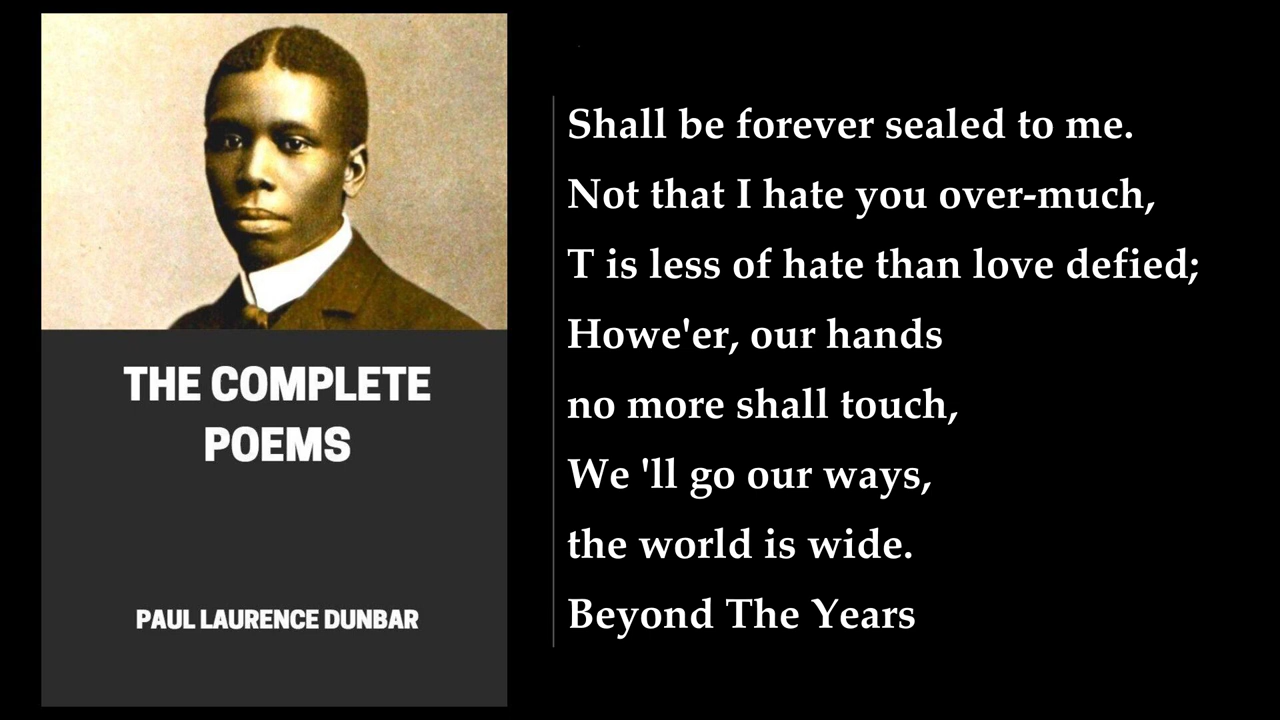 THE COMPLETE
POEMS
PAUL LAURENCE DUNBAR
Shall be forever sealed to me.
Not that I hate you over-much,
T is less of hate than love defied;
Howe'er, our hands
no more shall touch,
We 'll go our ways,
the world is wide.
Beyond The Years